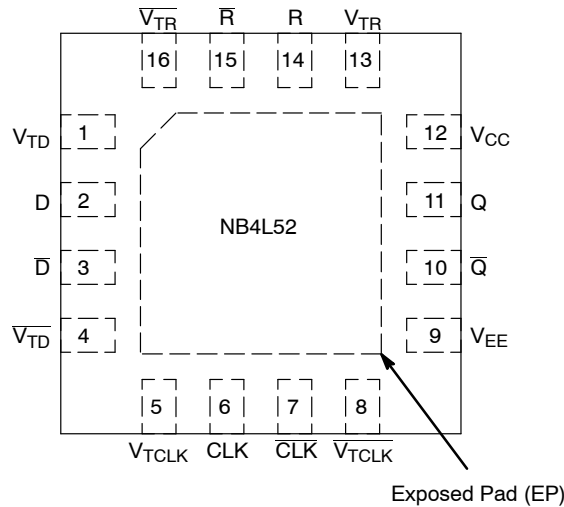 V̅T̅R̅ R̅ R VTR
16 15 14 13
VTD 1 12 VCC
D 2 11 Q
NB4L52
D̅ 3 10 Q̅
V̅T̅D̅ 4 9 VEE
5 6 7 8
VTCLK CLK C̅L̅K̅ V̅T̅C̅L̅K̅
Exposed Pad (EP)